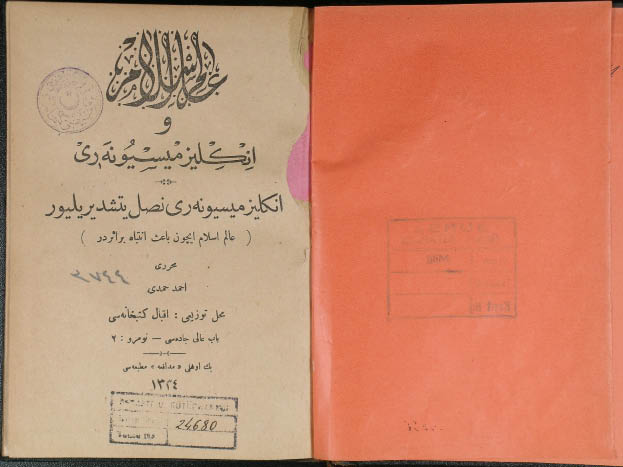 عالم اسلام
و
انكليز ميسيونه‌رى
انكليز ميسيونه‌رى نصل يتشديريليور
( عالم اسلام ايچون باعث انتباه براثردر )
محررى
احمد حمدى
محل توزيعى : اقبال كتبخانه‌سى
باب عالى جاده‌سى — نومرو : ٢
بك اوغلى « مدافعه » مطبعه‌سى
١٣٣٤
٣٧٤٤
24680